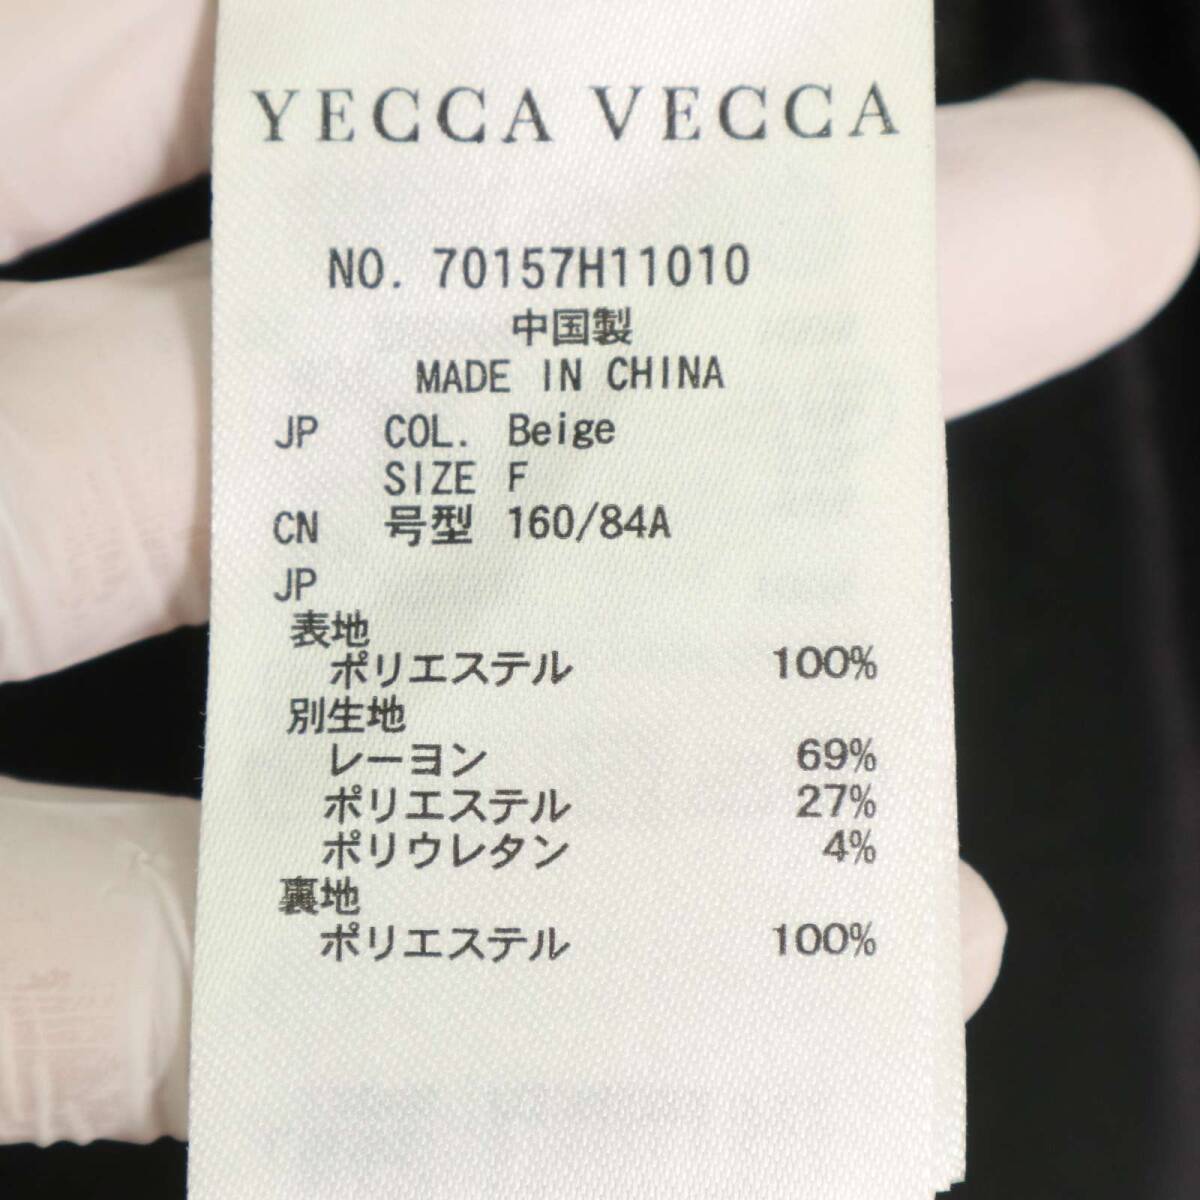 YECCA VECCA
NO. 70157H11010
中国製
MADE IN CHINA
JP COL. Beige
SIZE F
CN 号型 160/84A
JP
表地
ポリエステル 100%
別生地
レーヨン 69%
ポリエステル 27%
ポリウレタン 4%
裏地
ポリエステル 100%